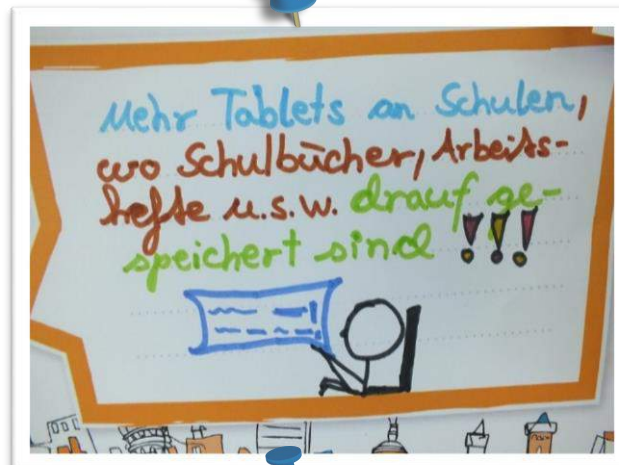 Mehr Tablets an Schulen,
wo Schulbücher, Arbeits-
hefte u.s.w. drauf ge-
speichert sind !!!